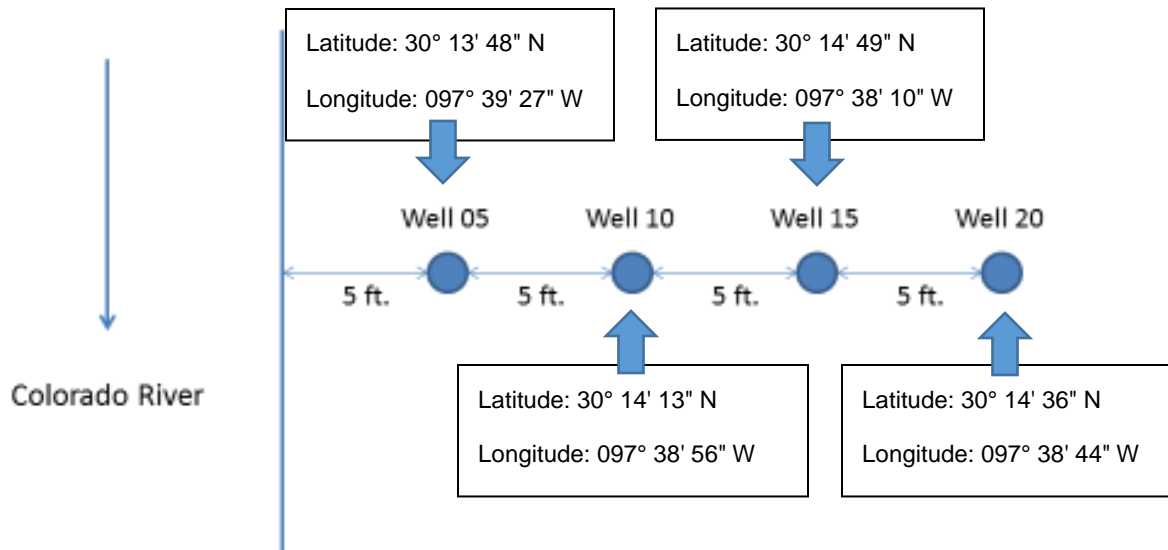 Latitude: 30° 13' 48" N
Longitude: 097° 39' 27" W
Latitude: 30° 14' 49" N
Longitude: 097° 38' 10" W
Well 05
Well 10
Well 15
Well 20
5 ft.
5 ft.
5 ft.
5 ft.
Colorado River
Latitude: 30° 14' 13" N
Longitude: 097° 38' 56" W
Latitude: 30° 14' 36" N
Longitude: 097° 38' 44" W